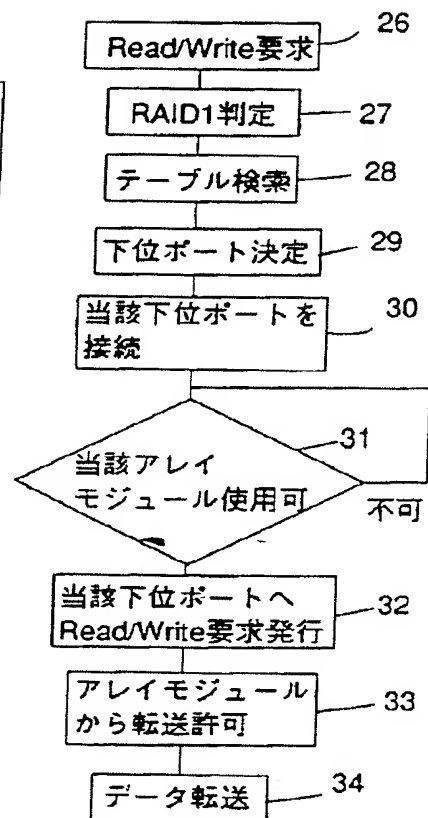 Read/Write要求
26
RAID1判定
27
テーブル検索
28
下位ポート決定
29
当該下位ポートを
接続
30
当該アレイ
モジュール使用可
31
不可
当該下位ポートへ
Read/Write要求発行
32
アレイモジュール
から転送許可
33
データ転送
34